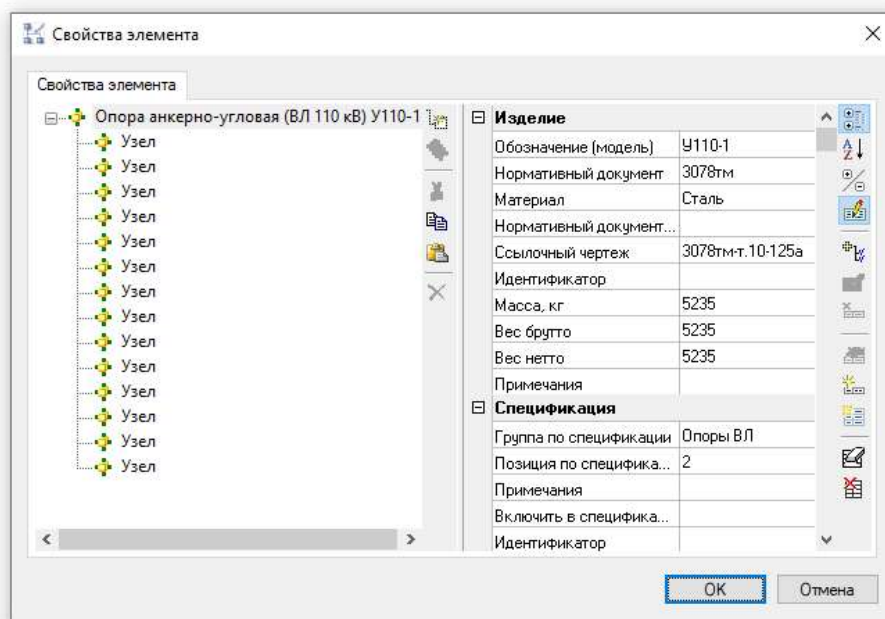 Свойства элемента
Свойства элемента
Опора анкерно-угловая (ВЛ 110 кВ) У110-1
Узел
Узел
Узел
Узел
Узел
Узел
Узел
Узел
Узел
Узел
Узел
Узел
Узел
Узел
Изделие
Обозначение (модель) У110-1
Нормативный документ 3078тм
Материал Сталь
Нормативный документ...
Ссылочный чертеж 3078тм-т.10-125а
Идентификатор
Масса, кг 5235
Вес брутто 5235
Вес нетто 5235
Примечания
Спецификация
Группа по спецификации Опоры ВЛ
Позиция по специфика... 2
Примечания
Включить в специфика...
Идентификатор
OK Отмена